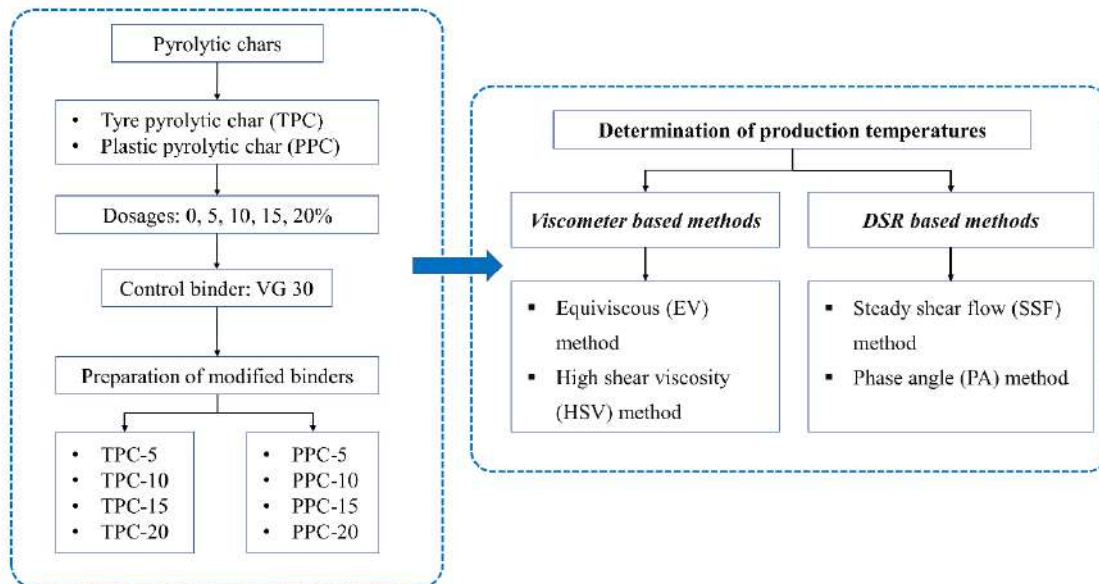 Pyrolytic chars
• Tyre pyrolytic char (TPC)
• Plastic pyrolytic char (PPC)
Dosages: 0, 5, 10, 15, 20%
Control binder: VG 30
Preparation of modified binders
• TPC-5
• TPC-10
• TPC-15
• TPC-20
• PPC-5
• PPC-10
• PPC-15
• PPC-20
Determination of production temperatures
Viscometer based methods
▪ Equiviscous (EV)
method
▪ High shear viscosity
(HSV) method
DSR based methods
▪ Steady shear flow (SSF)
method
▪ Phase angle (PA) method